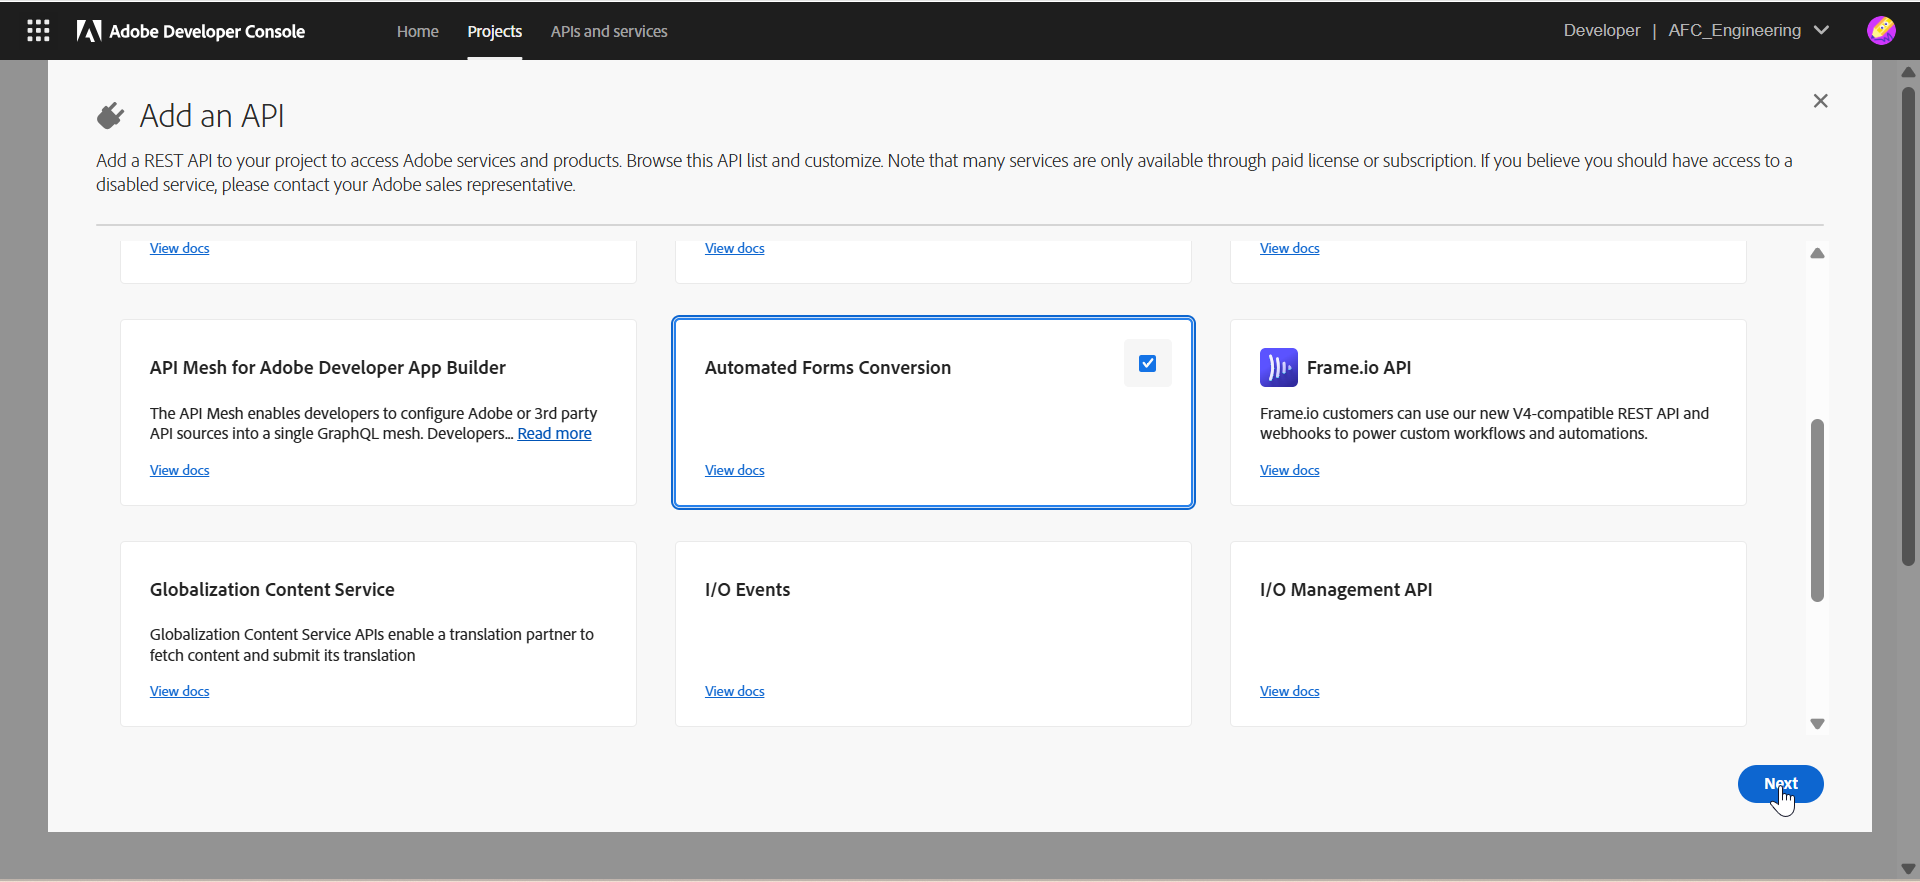 Adobe Developer Console
Home
Projects
APIs and services
Developer | AFC_Engineering
Add an API
Add a REST API to your project to access Adobe services and products. Browse this API list and customize. Note that many services are only available through paid license or subscription. If you believe you should have access to a
disabled service, please contact your Adobe sales representative.
View docs
View docs
View docs
API Mesh for Adobe Developer App Builder
The API Mesh enables developers to configure Adobe or 3rd party
API sources into a single GraphQL mesh. Developers... Read more
View docs
Automated Forms Conversion
View docs
Frame.io API
Frame.io customers can use our new V4-compatible REST API and
webhooks to power custom workflows and automations.
View docs
Globalization Content Service
Globalization Content Service APIs enable a translation partner to
fetch content and submit its translation
View docs
I/O Events
View docs
I/O Management API
View docs
Next